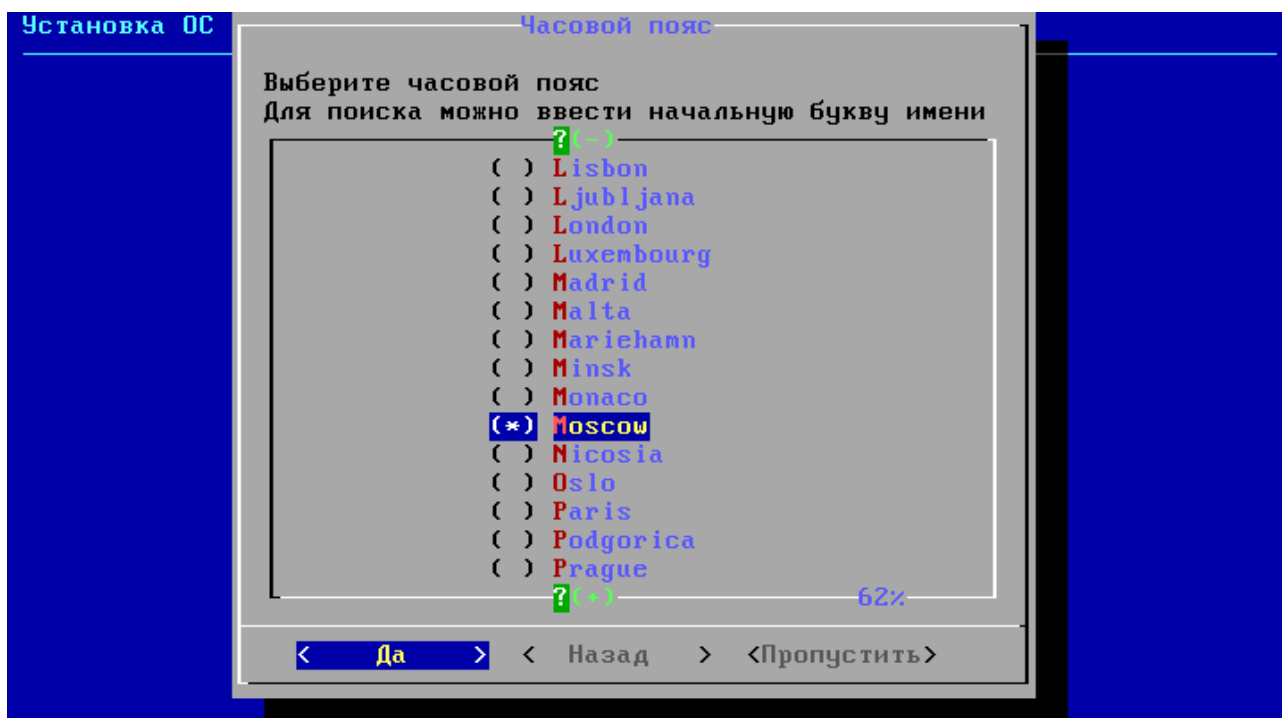 Установка ОС
Часовой пояс
Выберите часовой пояс
Для поиска можно ввести начальную букву имени
?(-)
( ) Lisbon
( ) Ljubljana
( ) London
( ) Luxembourg
( ) Madrid
( ) Malta
( ) Mariehamn
( ) Minsk
( ) Monaco
(*) Moscow
( ) Nicosia
( ) Oslo
( ) Paris
( ) Podgorica
( ) Prague
?(+) 62%
< Да > < Назад > <Пропустить>